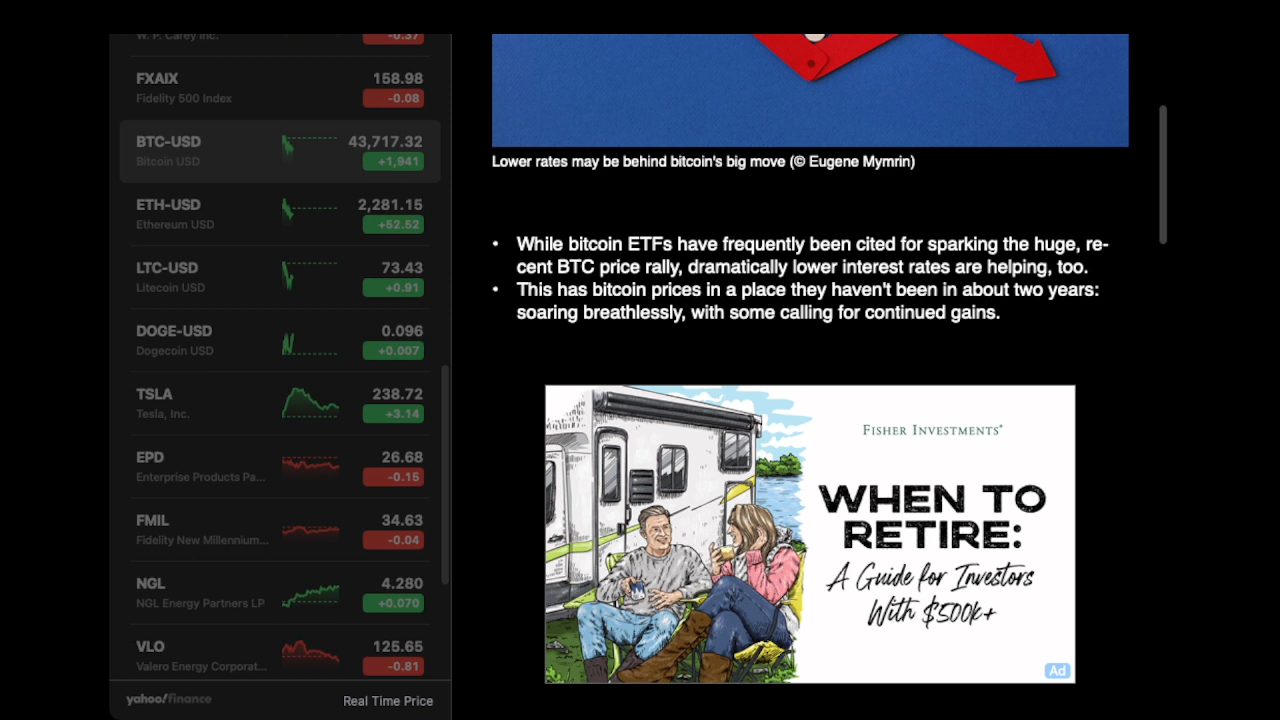 W. P. Carey Inc.
-0.37
FXAIX
158.98
Fidelity 500 Index
-0.08
BTC-USD
43,717.32
Bitcoin USD
+1,941
ETH-USD
2,281.15
Ethereum USD
+52.52
LTC-USD
73.43
Litecoin USD
+0.91
DOGE-USD
0.096
Dogecoin USD
+0.007
TSLA
238.72
Tesla, Inc.
+3.14
EPD
26.68
Enterprise Products Pa...
-0.15
FMIL
34.63
Fidelity New Millennium...
-0.04
NGL
4.280
NGL Energy Partners LP
+0.070
VLO
125.65
Valero Energy Corporat...
-0.81
yahoo!finance
Real Time Price
Lower rates may be behind bitcoin's big move (© Eugene Mymrin)
• While bitcoin ETFs have frequently been cited for sparking the huge, re-
cent BTC price rally, dramatically lower interest rates are helping, too.
• This has bitcoin prices in a place they haven't been in about two years:
soaring breathlessly, with some calling for continued gains.
FISHER INVESTMENTS®
WHEN TO
RETIRE:
A Guide for Investors
With $500k+
Ad